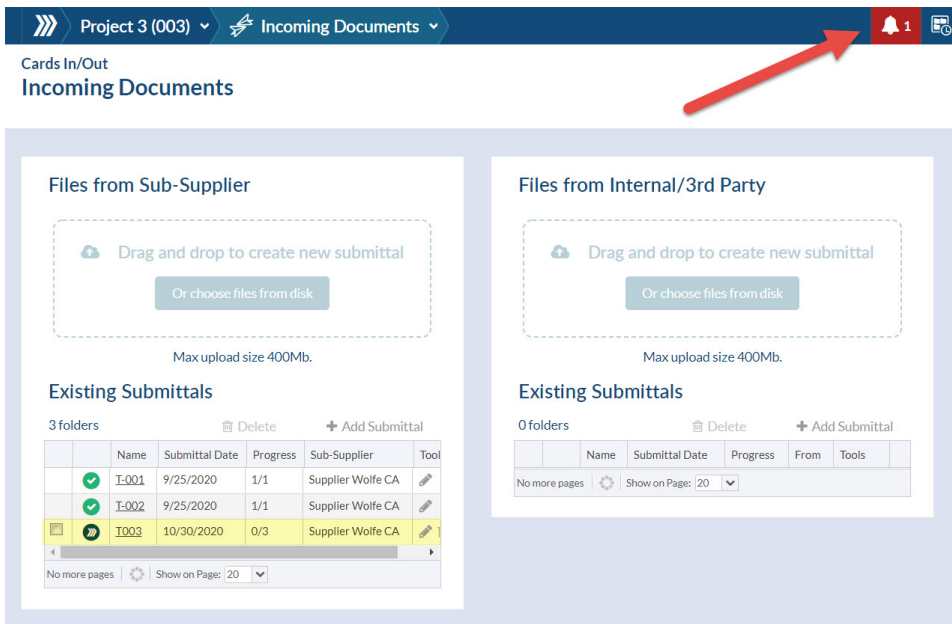 Project 3 (003) Incoming Documents 1
Cards In/Out
Incoming Documents
Files from Sub-Supplier
Drag and drop to create new submittal
Or choose files from disk
Max upload size 400Mb.
Existing Submittals
3 folders Delete + Add Submittal
Name Submittal Date Progress Sub-Supplier Tool
T-001 9/25/2020 1/1 Supplier Wolfe CA
T-002 9/25/2020 1/1 Supplier Wolfe CA
T003 10/30/2020 0/3 Supplier Wolfe CA
No more pages Show on Page: 20
Files from Internal/3rd Party
Drag and drop to create new submittal
Or choose files from disk
Max upload size 400Mb.
Existing Submittals
0 folders Delete + Add Submittal
Name Submittal Date Progress From Tools
No more pages Show on Page: 20